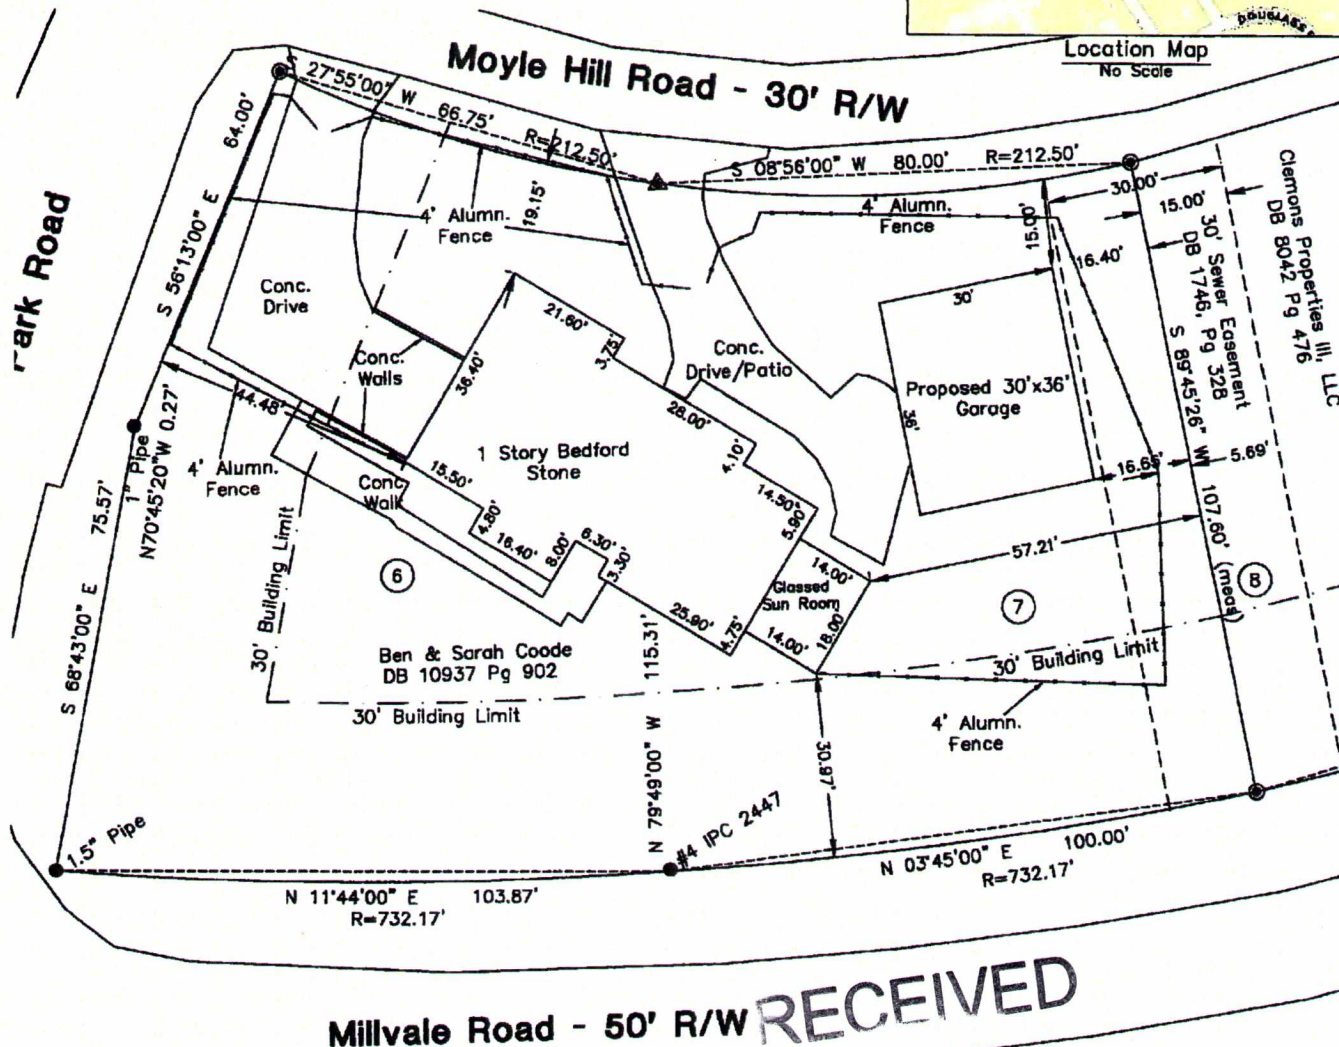 DOUGLASS
Location Map
No Scale
Moyle Hill Road - 30' R/W
S 27°55'00" W 66.75' R=212.50'
S 08°56'00" W 80.00' R=212.50'
64.00'
S 56°13'00" E
ark Road
4' Alumn.
Fence
19.15'
4' Alumn.
Fence
30.00'
15.00'
15.00'
16.40'
30' Sewer Easement
DB 1746, Pg 328
Clemons Properties III, LLC
DB 8042 Pg 476
Conc.
Drive
Conc.
Walls
36.40'
21.60'
3.75'
Conc.
Drive/Patio
30'
Proposed 30'x36'
Garage
36'
S 89°45'26" W 107.60' (meas)
44.48'
28.00'
4.10'
1 Story Bedford
Stone
1" Pipe
N70°45'20"W 0.27'
4' Alumn.
Fence
15.50'
Conc.
Walk
4.80'
16.40'
8.00'
6.30'
3.30'
14.50'
5.90'
16.65'
5.69'
57.21'
75.57'
S 68°43'00" E
30' Building Limit
6
14.00'
Glassed
Sun Room
18.00'
14.00'
4.75'
25.90'
7
8
Ben & Sarah Coode
DB 10937 Pg 902
N 79°49'00" W 115.31'
30' Building Limit
30' Building Limit
4' Alumn.
Fence
30.97'
1.5" Pipe
#4 IPC 2447
N 11°44'00" E 103.87'
R=732.17'
N 03°45'00" E 100.00'
R=732.17'
Millvale Road - 50' R/W
RECEIVED